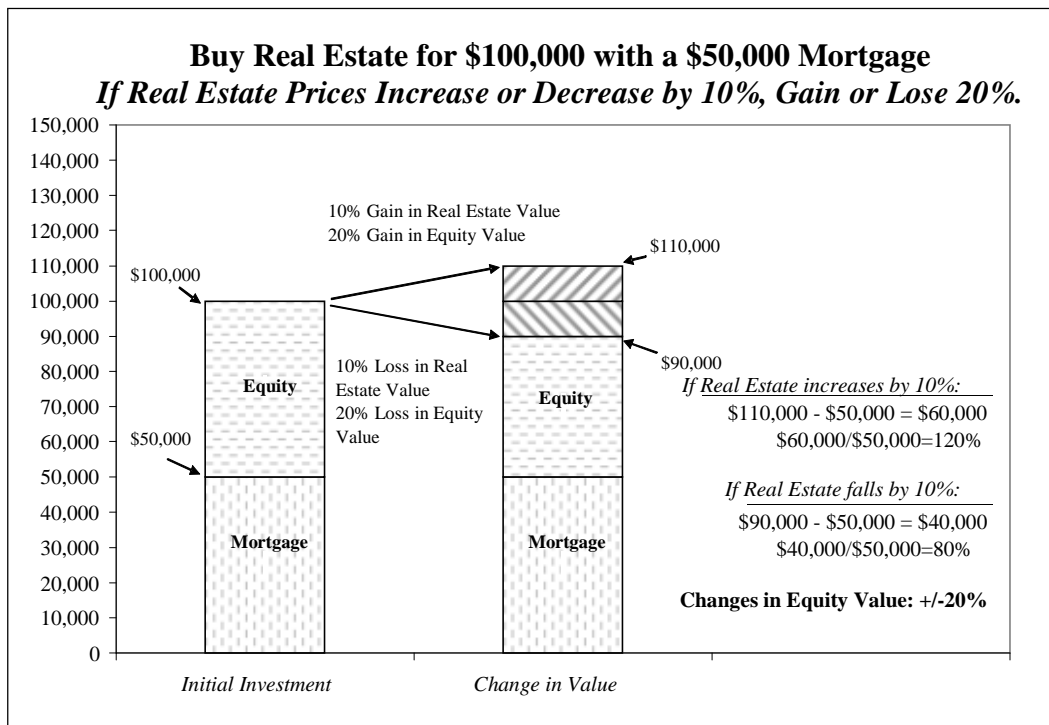 Buy Real Estate for $100,000 with a $50,000 Mortgage
If Real Estate Prices Increase or Decrease by 10%, Gain or Lose 20%.
150,000
140,000
130,000
120,000
110,000
100,000
90,000
80,000
70,000
60,000
50,000
40,000
30,000
20,000
10,000
0
$100,000
$50,000
Equity
Mortgage
10% Gain in Real Estate Value
20% Gain in Equity Value
10% Loss in Real
Estate Value
20% Loss in Equity
Value
$110,000
$90,000
Equity
Mortgage
If Real Estate increases by 10%:
$110,000 - $50,000 = $60,000
$60,000/$50,000=120%
If Real Estate falls by 10%:
$90,000 - $50,000 = $40,000
$40,000/$50,000=80%
Changes in Equity Value: +/-20%
Initial Investment
Change in Value